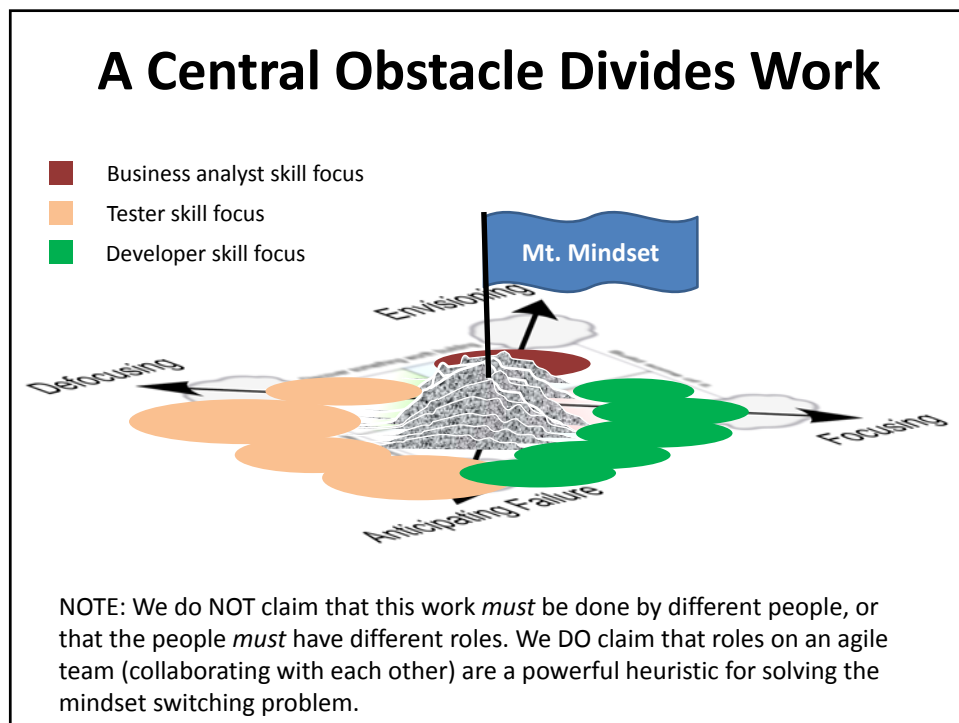 A Central Obstacle Divides Work
Business analyst skill focus
Tester skill focus
Developer skill focus
Mt. Mindset
Envisioning
Defocusing
Focusing
Anticipating Failure
NOTE: We do NOT claim that this work must be done by different people, or
that the people must have different roles. We DO claim that roles on an agile
team (collaborating with each other) are a powerful heuristic for solving the
mindset switching problem.